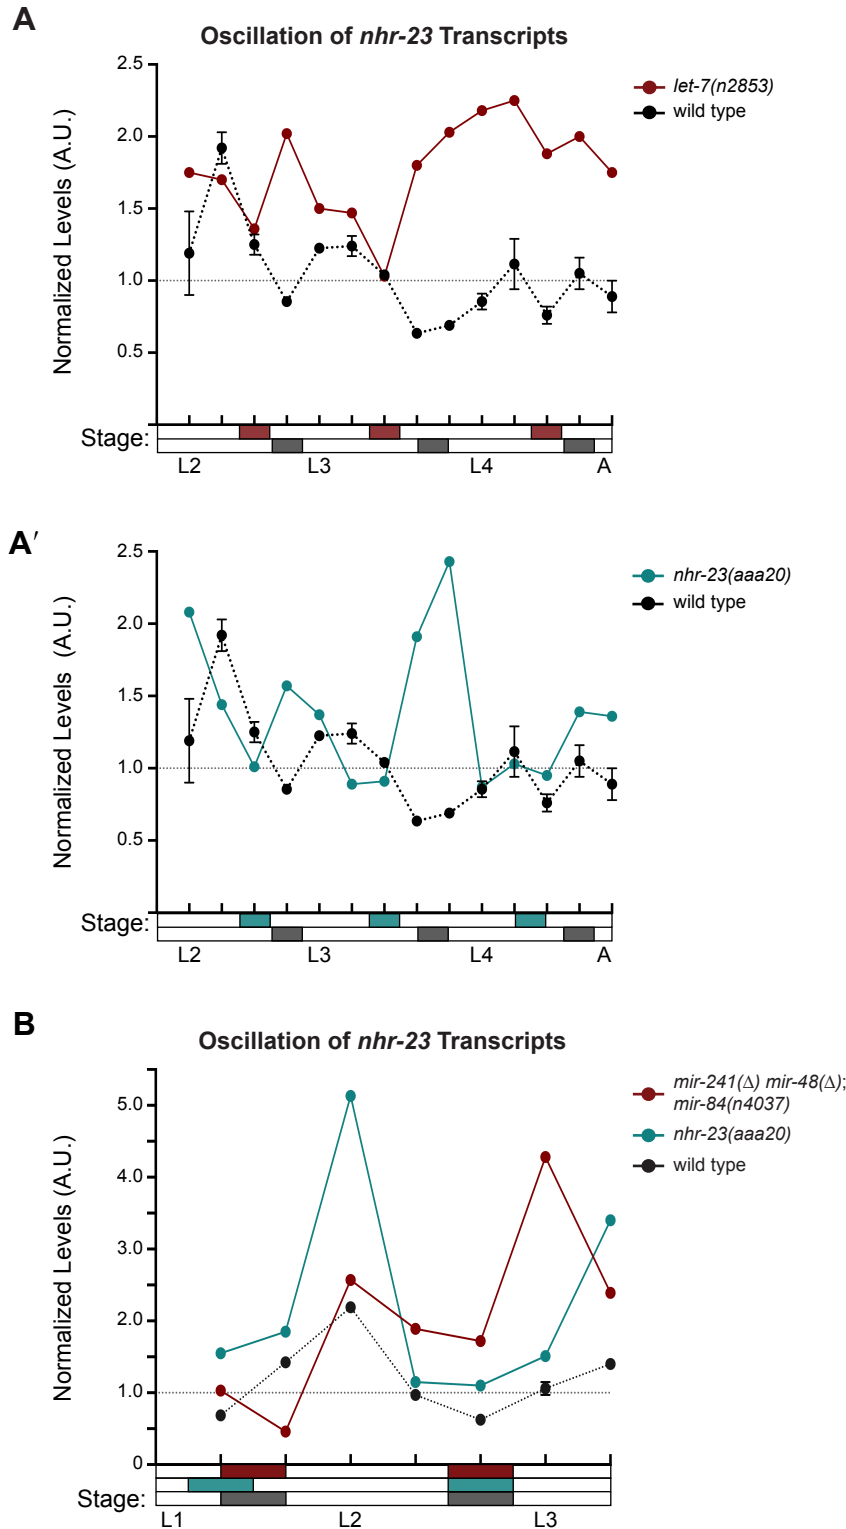 A
Oscillation of nhr-23 Transcripts
Normalized Levels (A.U.)
2.5
2.0
1.5
1.0
0.5
let-7(n2853)
wild type
Stage:
L2 L3 L4 A
A′
Normalized Levels (A.U.)
2.5
2.0
1.5
1.0
0.5
nhr-23(aaa20)
wild type
Stage:
L2 L3 L4 A
B
Oscillation of nhr-23 Transcripts
Normalized Levels (A.U.)
5.0
4.0
3.0
2.0
1.0
0
mir-241(Δ) mir-48(Δ);
mir-84(n4037)
nhr-23(aaa20)
wild type
Stage:
L1 L2 L3